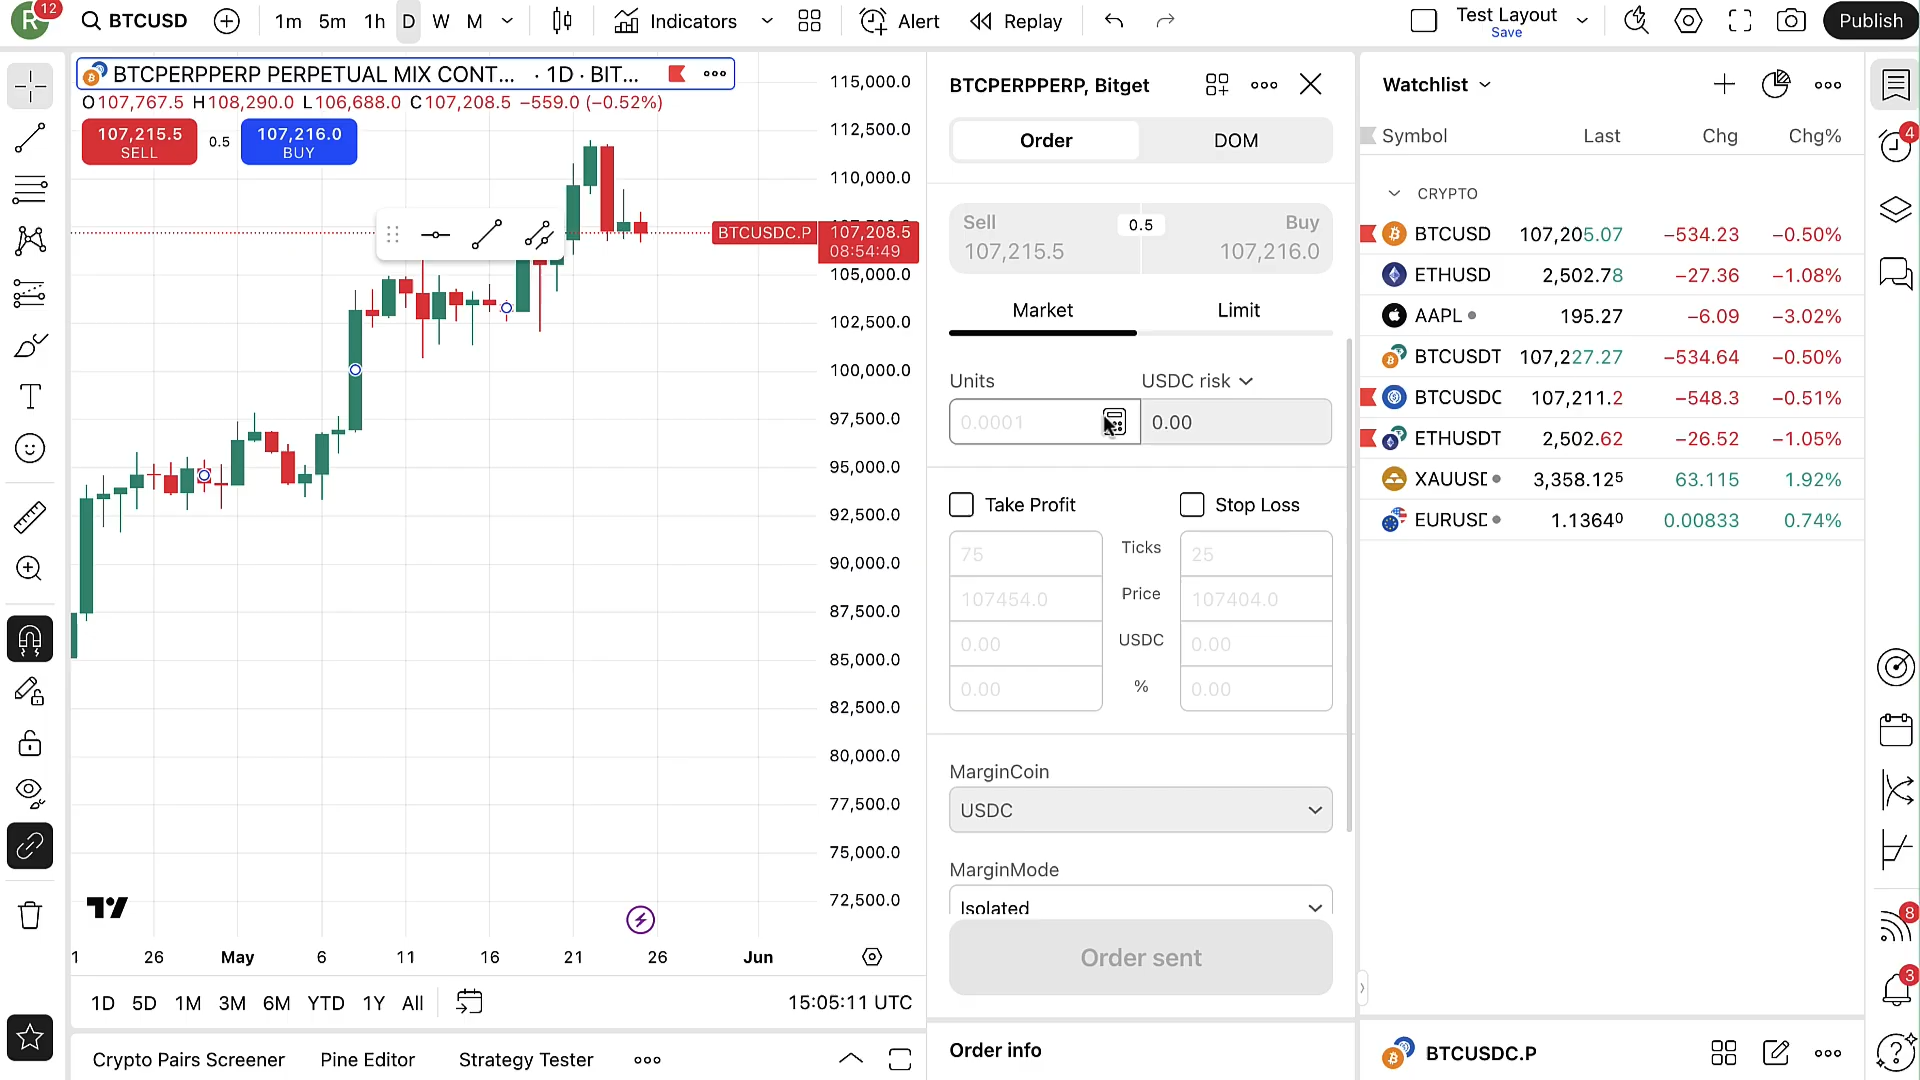 R 12 BTCUSD 1m 5m 1h D W M Indicators Alert Replay Test Layout Save Publish
BTCPERPPERP PERPETUAL MIX CONT... · 1D · BIT...
O107,767.5 H108,290.0 L106,688.0 C107,208.5 −559.0 (−0.52%)
107,215.5 SELL 0.5 107,216.0 BUY
115,000.0
112,500.0
110,000.0
BTCUSDC.P 107,208.5
08:54:49
105,000.0
102,500.0
100,000.0
97,500.0
95,000.0
92,500.0
90,000.0
87,500.0
85,000.0
82,500.0
80,000.0
77,500.0
75,000.0
72,500.0
1 26 May 6 11 16 21 26 Jun
1D 5D 1M 3M 6M YTD 1Y All 15:05:11 UTC
Crypto Pairs Screener Pine Editor Strategy Tester
BTCPERPPERP, Bitget
Order DOM
Sell 0.5 Buy
107,215.5 107,216.0
Market Limit
Units USDC risk
0.0001 0.00
Take Profit Stop Loss
75 Ticks 25
107454.0 Price 107404.0
0.00 USDC 0.00
0.00 % 0.00
MarginCoin
USDC
MarginMode
Isolated
Order sent
Order info
Watchlist
Symbol Last Chg Chg%
CRYPTO
BTCUSD 107,205.07 −534.23 −0.50%
ETHUSD 2,502.78 −27.36 −1.08%
AAPL 195.27 −6.09 −3.02%
BTCUSDT 107,227.27 −534.64 −0.50%
BTCUSDC 107,211.2 −548.3 −0.51%
ETHUSDT 2,502.62 −26.52 −1.05%
XAUUSD 3,358.125 63.115 1.92%
EURUSD 1.13640 0.00833 0.74%
BTCUSDC.P
4
8
3